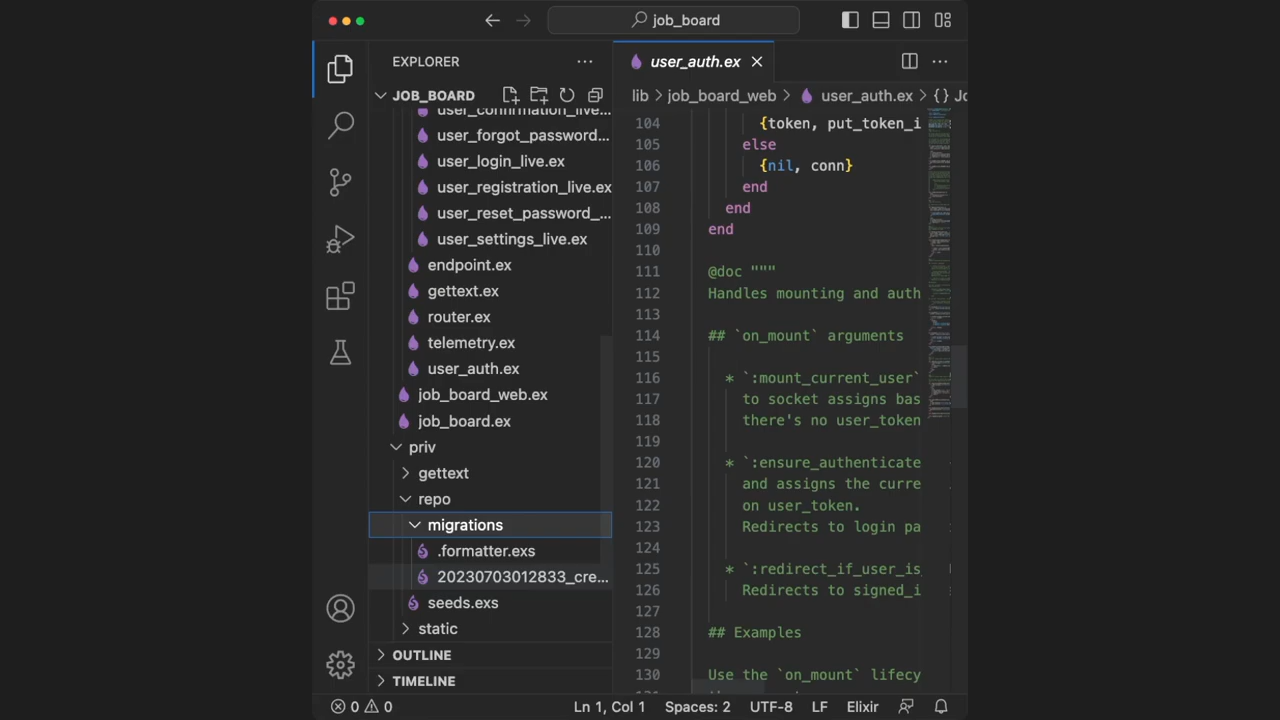 job_board
EXPLORER
JOB_BOARD
user_confirmation_live...
user_forgot_password...
user_login_live.ex
user_registration_live.ex
user_reset_password_...
user_settings_live.ex
endpoint.ex
gettext.ex
router.ex
telemetry.ex
user_auth.ex
job_board_web.ex
job_board.ex
priv
gettext
repo
migrations
.formatter.exs
20230703012833_cre...
seeds.exs
static
OUTLINE
TIMELINE
user_auth.ex
lib > job_board_web > user_auth.ex > {} Jo
104 {token, put_token_i
105 else
106 {nil, conn}
107 end
108 end
109 end
110
111 @doc """
112 Handles mounting and auth
113
114 ## `on_mount` arguments
115
116 * `:mount_current_user`
117 to socket assigns bas
118 there's no user_token
119
120 * `:ensure_authenticate
121 and assigns the curre
122 on user_token.
123 Redirects to login pa
124
125 * `:redirect_if_user_is_
126 Redirects to signed_i
127
128 ## Examples
129
130 Use the `on_mount` lifecy
0 0
Ln 1, Col 1 Spaces: 2 UTF-8 LF Elixir